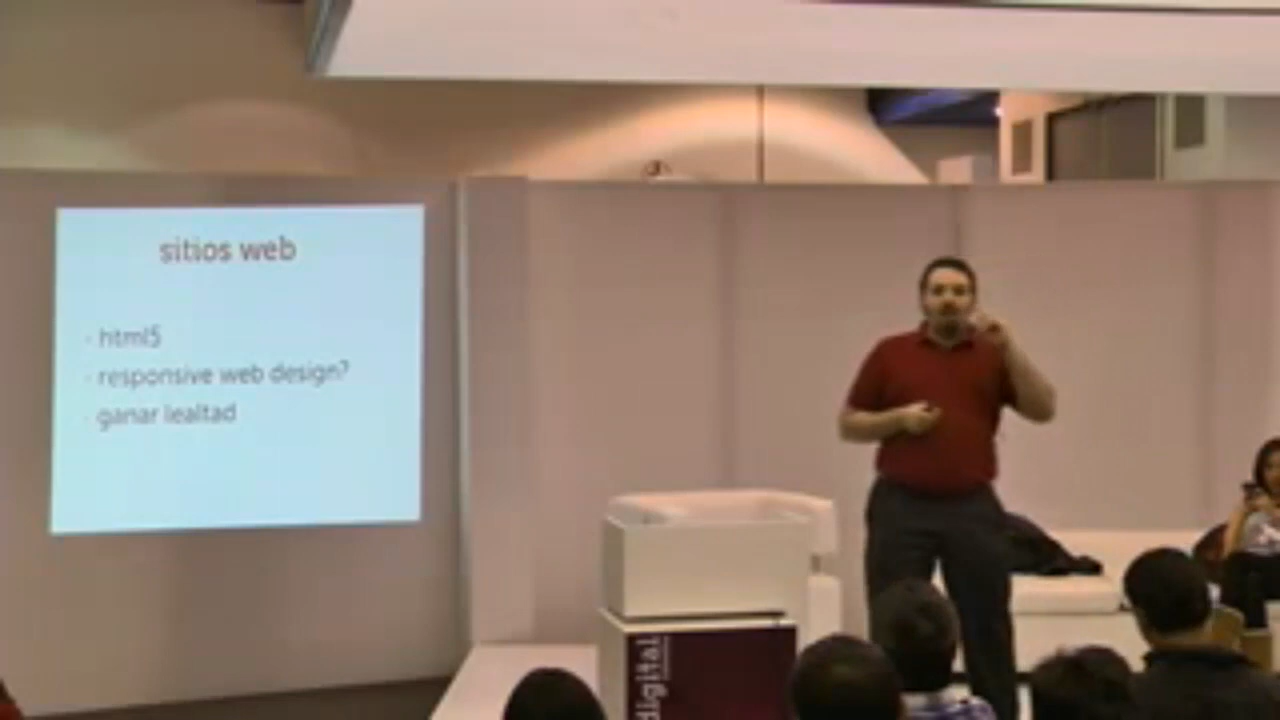 sitios web
- html5
- responsive web design?
- ganar lealtad
digital